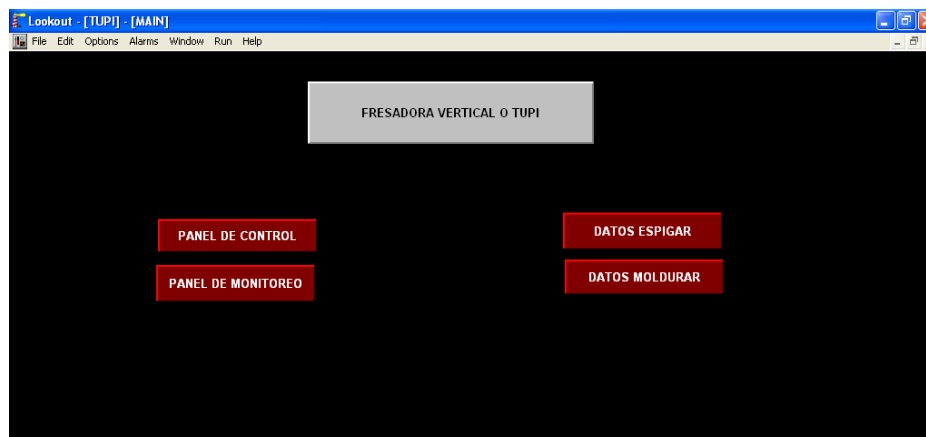 Lookout - [TUPI] - [MAIN]
File Edit Options Alarms Window Run Help
FRESADORA VERTICAL O TUPI
PANEL DE CONTROL
DATOS ESPIGAR
PANEL DE MONITOREO
DATOS MOLDURAR